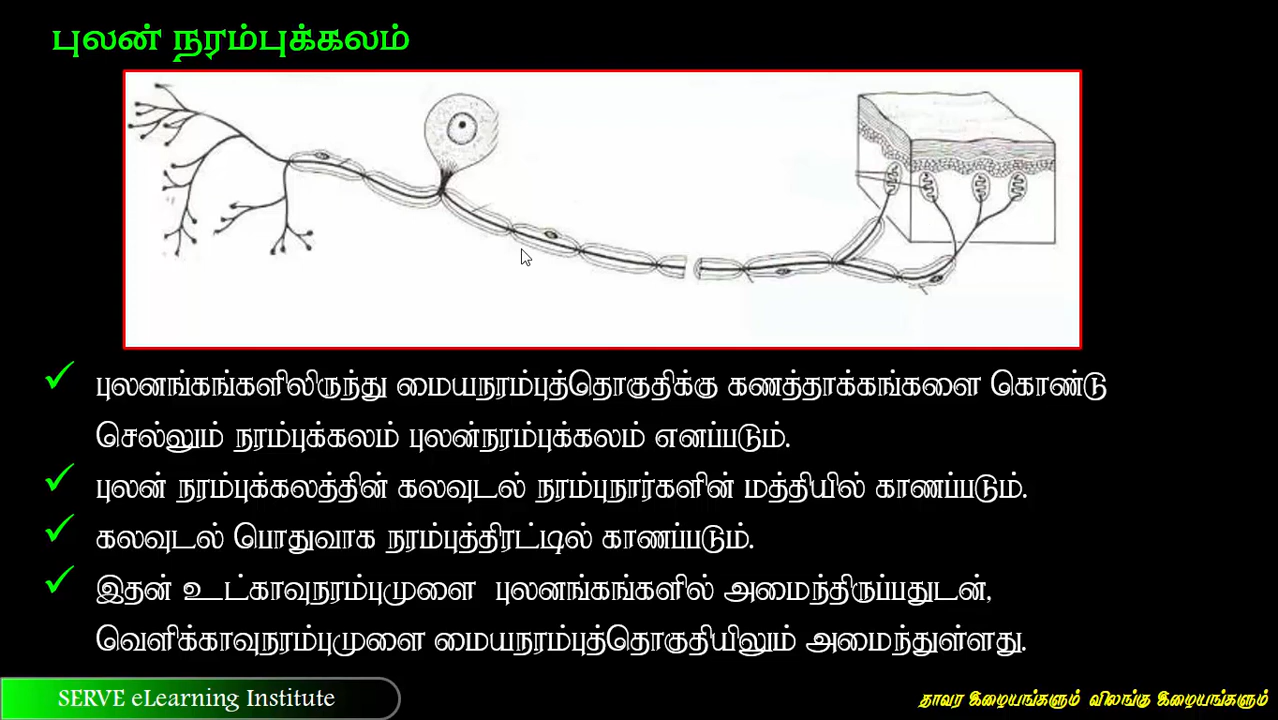 புலன் நரம்புக்கலம்
புலனங்கங்களிலிருந்து மையநரம்புத்தொகுதிக்கு கணத்தாக்கங்களை கொண்டு
செல்லும் நரம்புக்கலம் புலன்நரம்புக்கலம் எனப்படும்.
புலன் நரம்புக்கலத்தின் கலவுடல் நரம்புநார்களின் மத்தியில் காணப்படும்.
கலவுடல் பொதுவாக நரம்புத்திரட்டில் காணப்படும்.
இதன் உட்காவுநரம்புமுளை புலனங்கங்களில் அமைந்திருப்பதுடன்,
வெளிக்காவுநரம்புமுளை மையநரம்புத்தொகுதியிலும் அமைந்துள்ளது.
SERVE eLearning Institute
தாவர இழையங்களும் விலங்கு இழையங்களும்